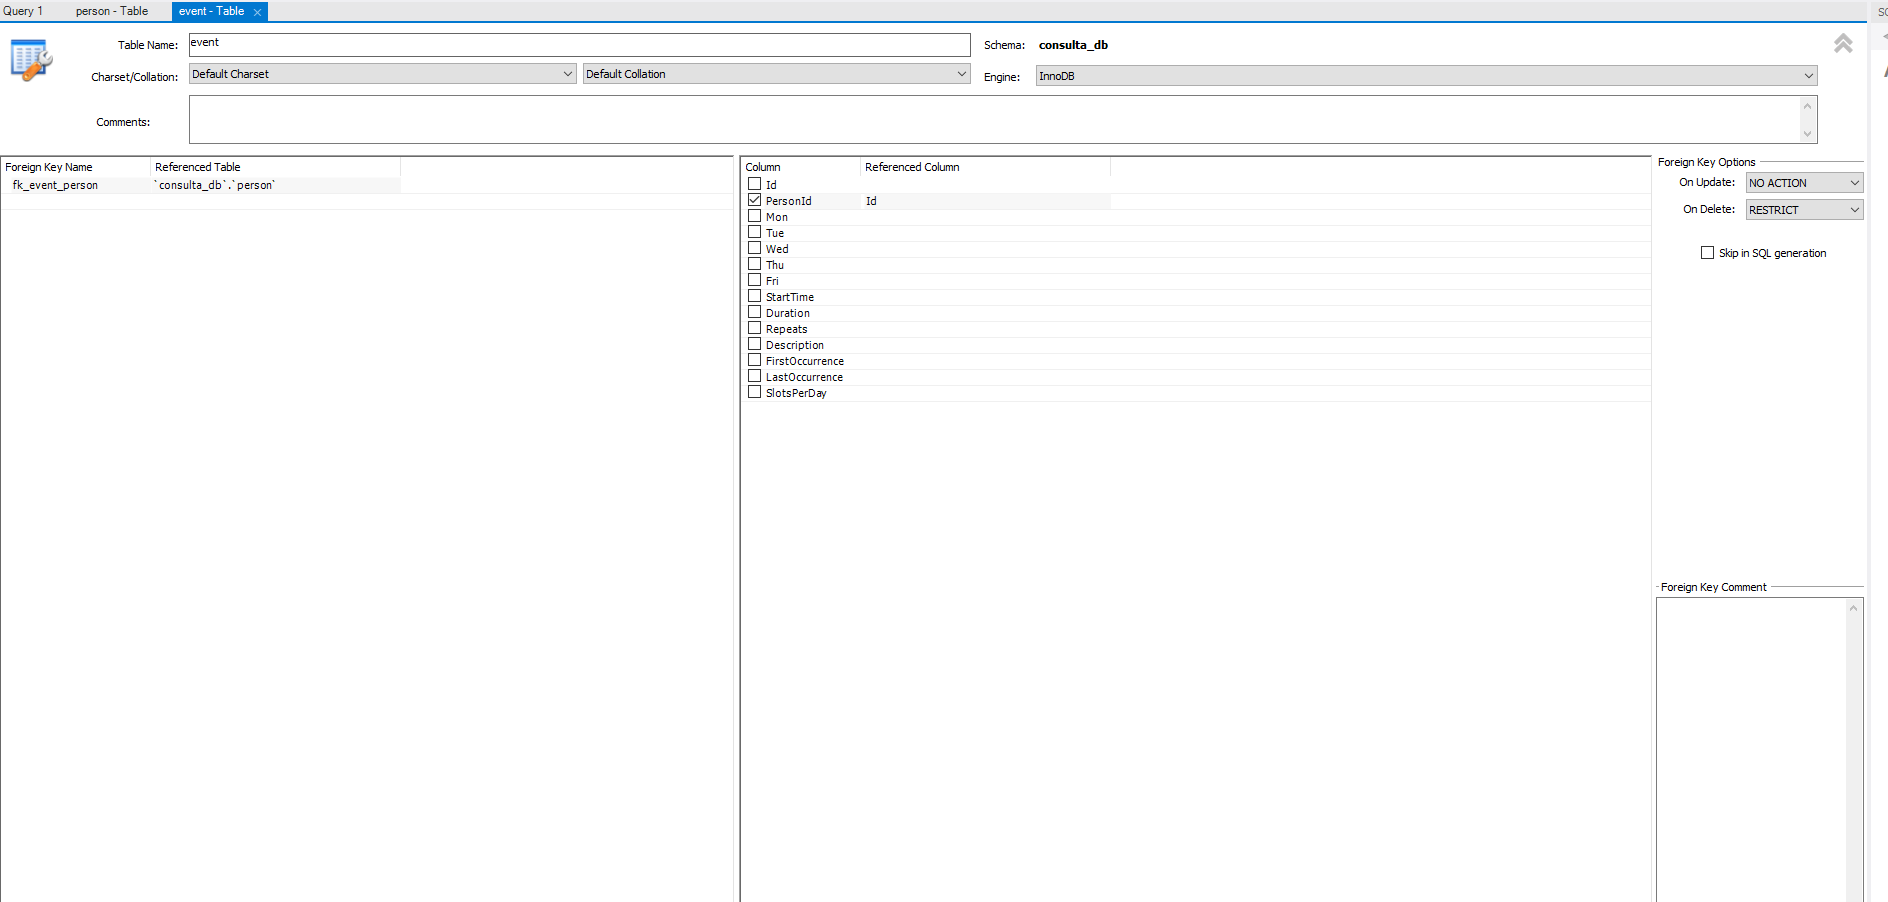 Query 1 person - Table event - Table
Table Name: event Schema: consulta_db
Charset/Collation: Default Charset Default Collation Engine: InnoDB
Comments:
Foreign Key Name Referenced Table
fk_event_person `consulta_db`.`person`
Column Referenced Column
Id
PersonId Id
Mon
Tue
Wed
Thu
Fri
StartTime
Duration
Repeats
Description
FirstOccurrence
LastOccurrence
SlotsPerDay
Foreign Key Options
On Update: NO ACTION
On Delete: RESTRICT
Skip in SQL generation
Foreign Key Comment